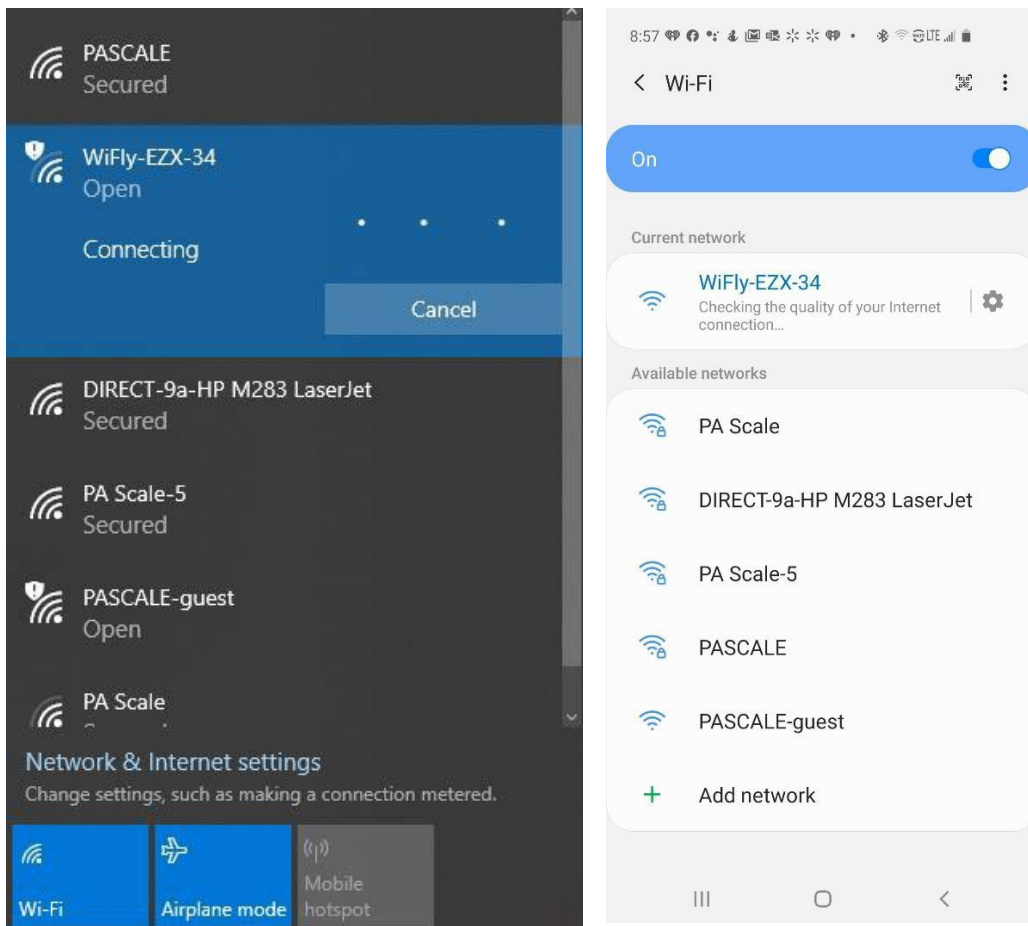 PASCALE
Secured
WiFly-EZX-34
Open
Connecting
Cancel
DIRECT-9a-HP M283 LaserJet
Secured
PA Scale-5
Secured
PASCALE-guest
Open
PA Scale
Network & Internet settings
Change settings, such as making a connection metered.
Wi-Fi
Airplane mode
Mobile
hotspot
8:57
LTE
Wi-Fi
On
Current network
WiFly-EZX-34
Checking the quality of your Internet
connection...
Available networks
PA Scale
DIRECT-9a-HP M283 LaserJet
PA Scale-5
PASCALE
PASCALE-guest
Add network